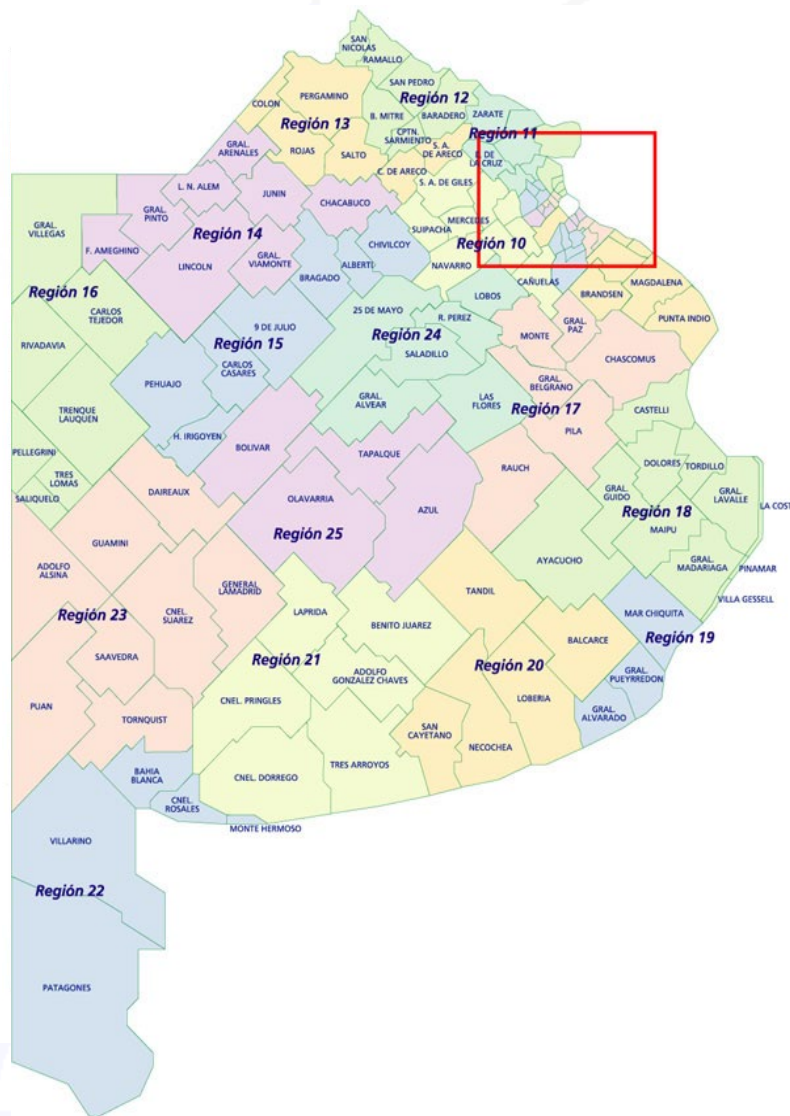 SAN
NICOLAS
RAMALLO
SAN PEDRO
Región 12
BARADERO
ZARATE
COLON
PERGAMINO
Región 13
B. MITRE
CPTN.
SARMIENTO
Región 11
ROJAS
SALTO
S. A.
DE ARECO
E. DE
LA CRUZ
GRAL.
ARENALES
C. DE ARECO
S. A. DE GILES
L. N. ALEM
JUNIN
CHACABUCO
GRAL.
PINTO
GRAL.
VILLEGAS
SUIPACHA
MERCEDES
Región 14
F. AMEGHINO
CHIVILCOY
Región 10
LINCOLN
GRAL.
VIAMONTE
ALBERTI
NAVARRO
BRAGADO
CAÑUELAS
MAGDALENA
Región 16
LOBOS
BRANDSEN
CARLOS
TEJEDOR
9 DE JULIO
25 DE MAYO
R. PEREZ
PUNTA INDIO
Región 24
MONTE
GRAL.
PAZ
RIVADAVIA
Región 15
SALADILLO
CHASCOMUS
PEHUAJO
CARLOS
CASARES
GRAL.
BELGRANO
GRAL.
ALVEAR
LAS
FLORES
Región 17
CASTELLI
TRENQUE
LAUQUEN
H. IRIGOYEN
PILA
BOLIVAR
PELLEGRINI
TAPALQUE
DOLORES
TORDILLO
TRES
LOMAS
RAUCH
SALIQUELO
DAIREAUX
GRAL.
GUIDO
GRAL.
LAVALLE
OLAVARRIA
AZUL
Región 18
LA COST
Región 25
MAIPU
GUAMINI
AYACUCHO
GRAL.
MADARIAGA
PINAMAR
ADOLFO
ALSINA
GENERAL
LAMADRID
TANDIL
VILLA GESSELL
Región 23
CNEL.
SUAREZ
LAPRIDA
MAR CHIQUITA
BENITO JUAREZ
BALCARCE
Región 19
SAAVEDRA
Región 21
Región 20
ADOLFO
GONZALEZ CHAVES
GRAL.
PUEYRREDON
CNEL. PRINGLES
LOBERIA
PUAN
GRAL.
ALVARADO
TORNQUIST
SAN
CAYETANO
NECOCHEA
TRES ARROYOS
BAHIA
BLANCA
CNEL. DORREGO
CNEL.
ROSALES
MONTE HERMOSO
VILLARINO
Región 22
PATAGONES